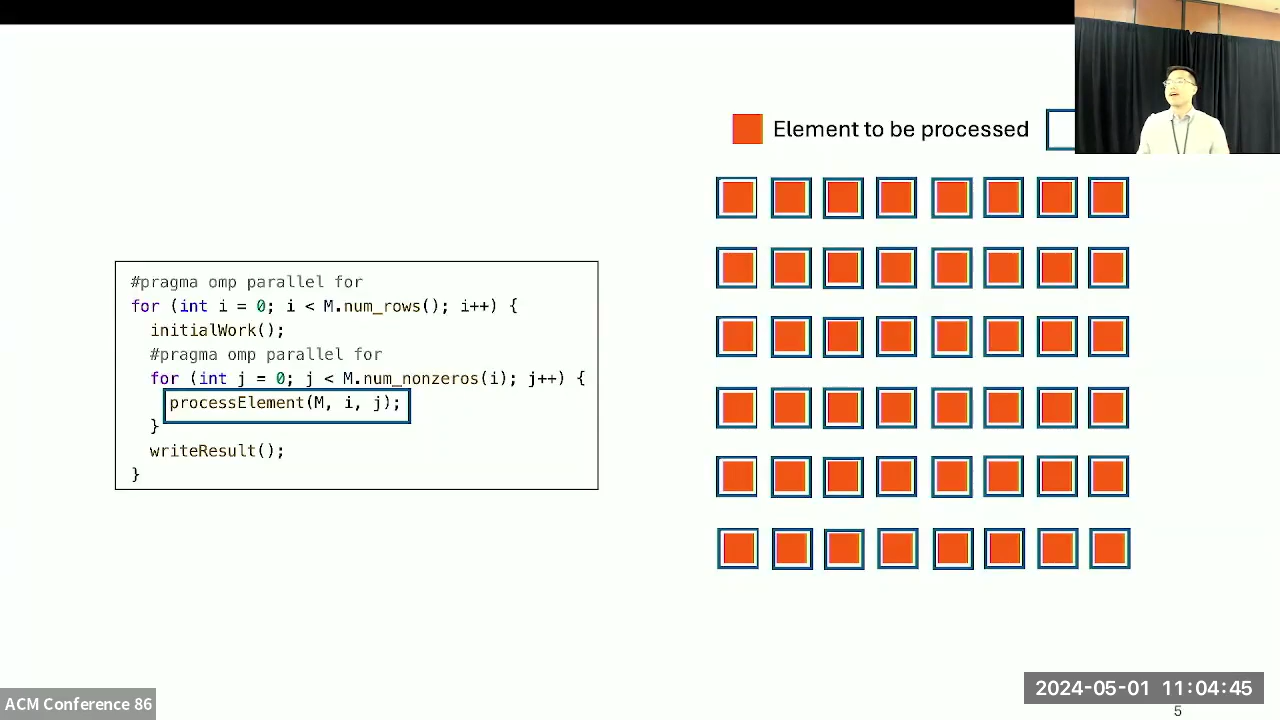 Element to be processed
#pragma omp parallel for
for (int i = 0; i < M.num_rows(); i++) {
initialWork();
#pragma omp parallel for
for (int j = 0; j < M.num_nonzeros(i); j++) {
processElement(M, i, j);
}
writeResult();
}
2024-05-01 11:04:45
ACM Conference 86
5